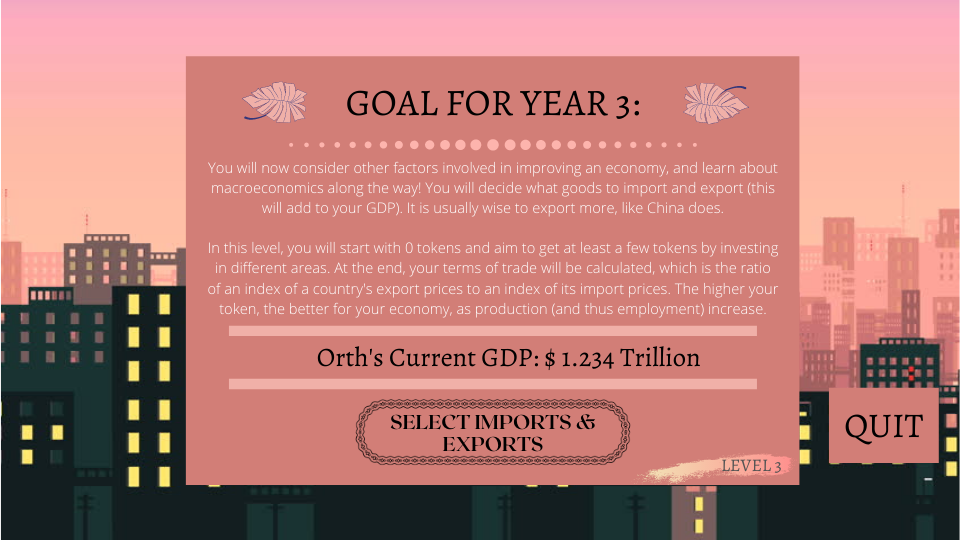 GOAL FOR YEAR 3:
You will now consider other factors involved in improving an economy, and learn about
macroeconomics along the way! You will decide what goods to import and export (this
will add to your GDP). It is usually wise to export more, like China does.
In this level, you will start with 0 tokens and aim to get at least a few tokens by investing
in different areas. At the end, your terms of trade will be calculated, which is the ratio
of an index of a country's export prices to an index of its import prices. The higher your
token, the better for your economy, as production (and thus employment) increase.
Orth's Current GDP: $ 1.234 Trillion
SELECT IMPORTS &
EXPORTS
QUIT
LEVEL 3